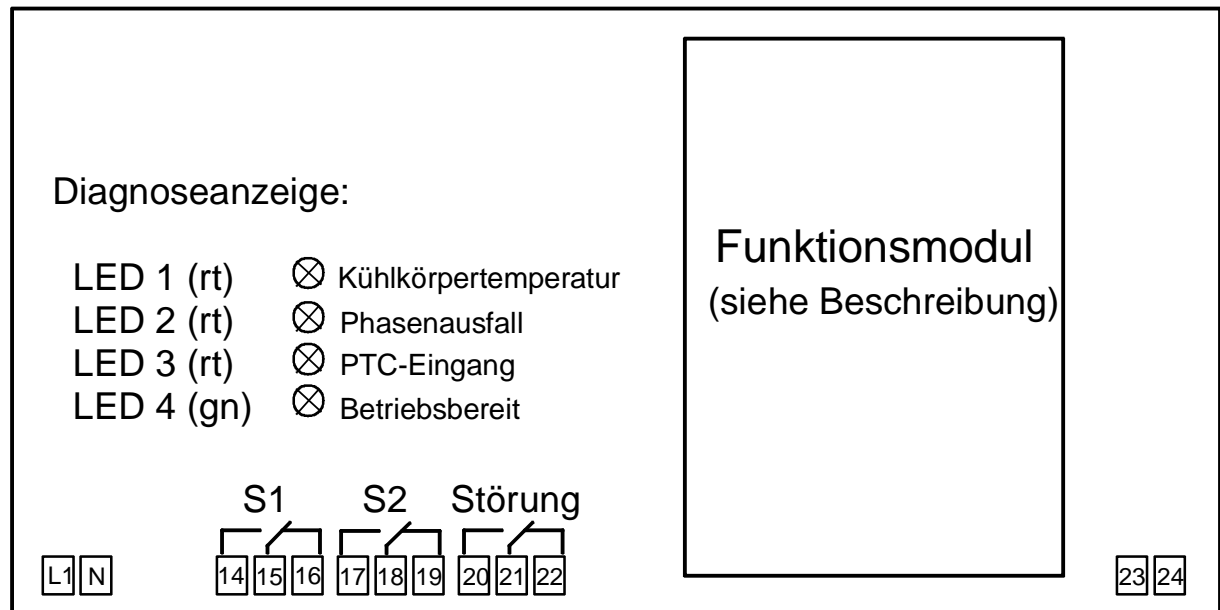 Diagnoseanzeige:
LED 1 (rt) Kühlkörpertemperatur
LED 2 (rt) Phasenausfall
LED 3 (rt) PTC-Eingang
LED 4 (gn) Betriebsbereit
Funktionsmodul
(siehe Beschreibung)
S1 S2 Störung
L1 N 14 15 16 17 18 19 20 21 22 23 24